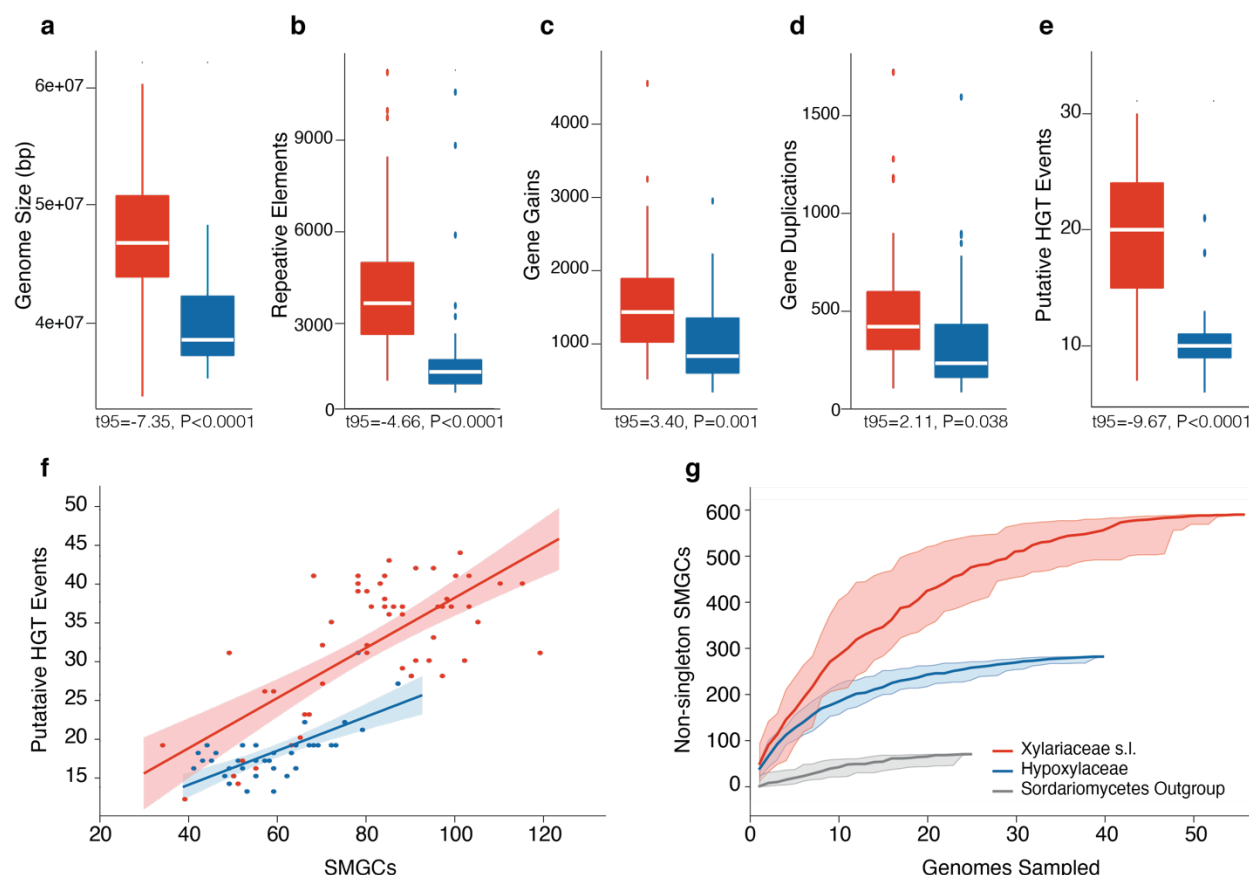 a
b
c
d
e
Genome Size (bp)
6e+07
5e+07
4e+07
t95=-7.35, P<0.0001
Repeative Elements
9000
6000
3000
0
t95=-4.66, P<0.0001
Gene Gains
4000
3000
2000
1000
0
t95=3.40, P=0.001
Gene Duplications
1500
1000
500
0
t95=2.11, P=0.038
Putative HGT Events
30
20
10
t95=-9.67, P<0.0001
f
Putataive HGT Events
50
45
40
35
30
25
20
15
20 40 60 80 100 120
SMGCs
g
Non-singleton SMGCs
600
500
400
300
200
100
0
Xylariaceae s.l.
Hypoxylaceae
Sordariomycetes Outgroup
0 10 20 30 40 50
Genomes Sampled